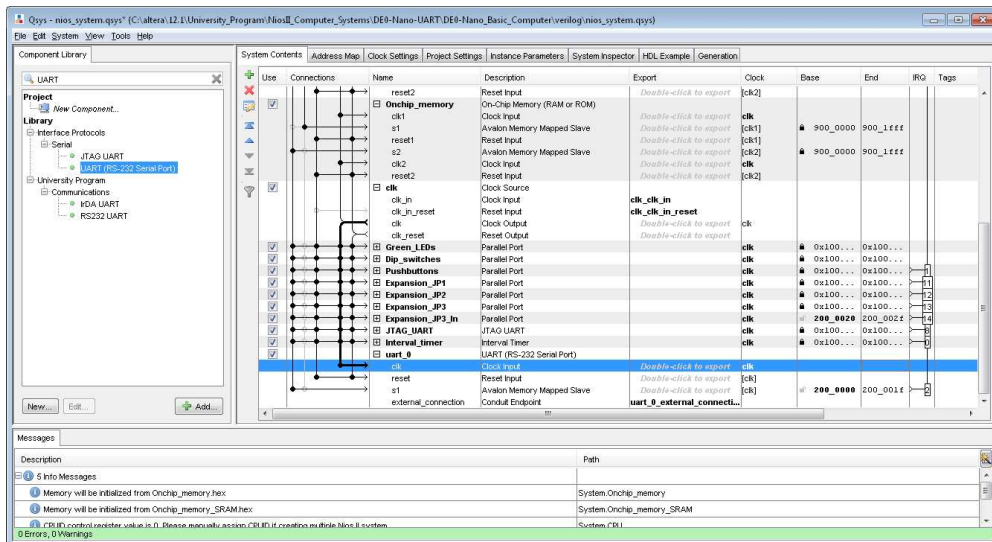 Qsys - nios_system.qsys* (C:\altera\12.1\University_Program\NiosII_Computer_Systems\DE0-Nano-UART\DE0-Nano_Basic_Computer\verilog\nios_system.qsys)
File Edit System View Tools Help
Component Library
UART
Project
New Component...
Library
Interface Protocols
Serial
JTAG UART
UART (RS-232 Serial Port)
University Program
Communications
IrDA UART
RS232 UART
New... Edit... Add...
System Contents Address Map Clock Settings Project Settings Instance Parameters System Inspector HDL Example Generation
Use Connections Name Description Export Clock Base End IRQ Tags
reset2 Reset Input Double-click to export [clk2]
Onchip_memory On-Chip Memory (RAM or ROM)
clk1 Clock Input Double-click to export clk
s1 Avalon Memory Mapped Slave Double-click to export [clk1] 900_0000 900_1fff
reset1 Reset Input Double-click to export [clk1]
s2 Avalon Memory Mapped Slave Double-click to export [clk2] 900_0000 900_1fff
clk2 Clock Input Double-click to export clk
reset2 Reset Input Double-click to export [clk2]
clk Clock Source
clk_in Clock Input clk_clk_in
clk_in_reset Reset Input clk_clk_in_reset
clk Clock Output Double-click to export clk
clk_reset Reset Output Double-click to export
Green_LEDs Parallel Port clk 0x100... 0x100...
Dip_switches Parallel Port clk 0x100... 0x100...
Pushbuttons Parallel Port clk 0x100... 0x100... 1
Expansion_JP1 Parallel Port clk 0x100... 0x100... 11
Expansion_JP2 Parallel Port clk 0x100... 0x100... 12
Expansion_JP3 Parallel Port clk 0x100... 0x100... 13
Expansion_JP3_In Parallel Port clk 200_0020 200_002f 14
JTAG_UART JTAG UART clk 0x100... 0x100... 8
Interval_timer Interval Timer clk 0x100... 0x100... 0
uart_0 UART (RS-232 Serial Port)
clk Clock Input Double-click to export clk
reset Reset Input Double-click to export [clk]
s1 Avalon Memory Mapped Slave Double-click to export [clk] 200_0000 200_001f 2
external_connection Conduit Endpoint uart_0_external_connecti...
Messages
Description Path
5 Info Messages
Memory will be initialized from Onchip_memory.hex System.Onchip_memory
Memory will be initialized from Onchip_memory_SRAM.hex System.Onchip_memory_SRAM
CPUID control register value is 0. Please manually assign CPUID if creating multiple Nios II system System.CPU
0 Errors, 0 Warnings